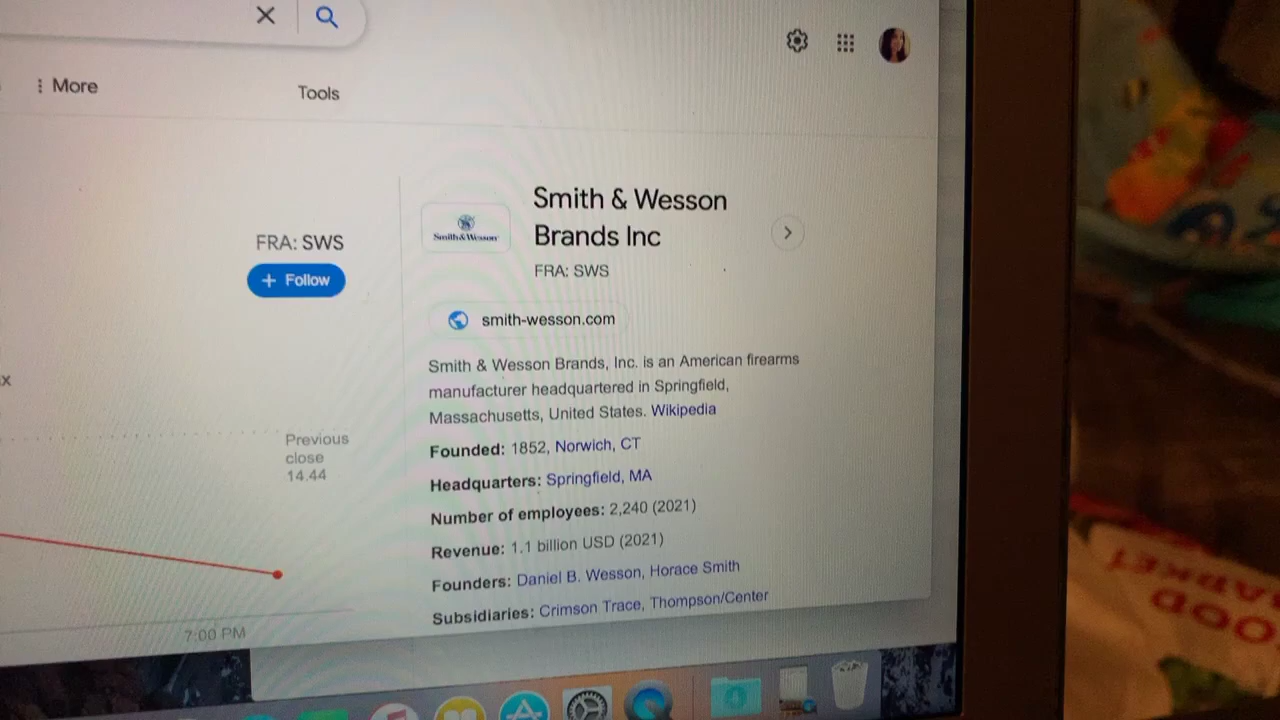 More
Tools
FRA: SWS
+ Follow
x
Previous
close
14.44
7:00 PM
Smith & Wesson
Smith & Wesson
Brands Inc
FRA: SWS
smith-wesson.com
Smith & Wesson Brands, Inc. is an American firearms
manufacturer headquartered in Springfield,
Massachusetts, United States. Wikipedia
Founded: 1852, Norwich, CT
Headquarters: Springfield, MA
Number of employees: 2,240 (2021)
Revenue: 1.1 billion USD (2021)
Founders: Daniel B. Wesson, Horace Smith
Subsidiaries: Crimson Trace, Thompson/Center